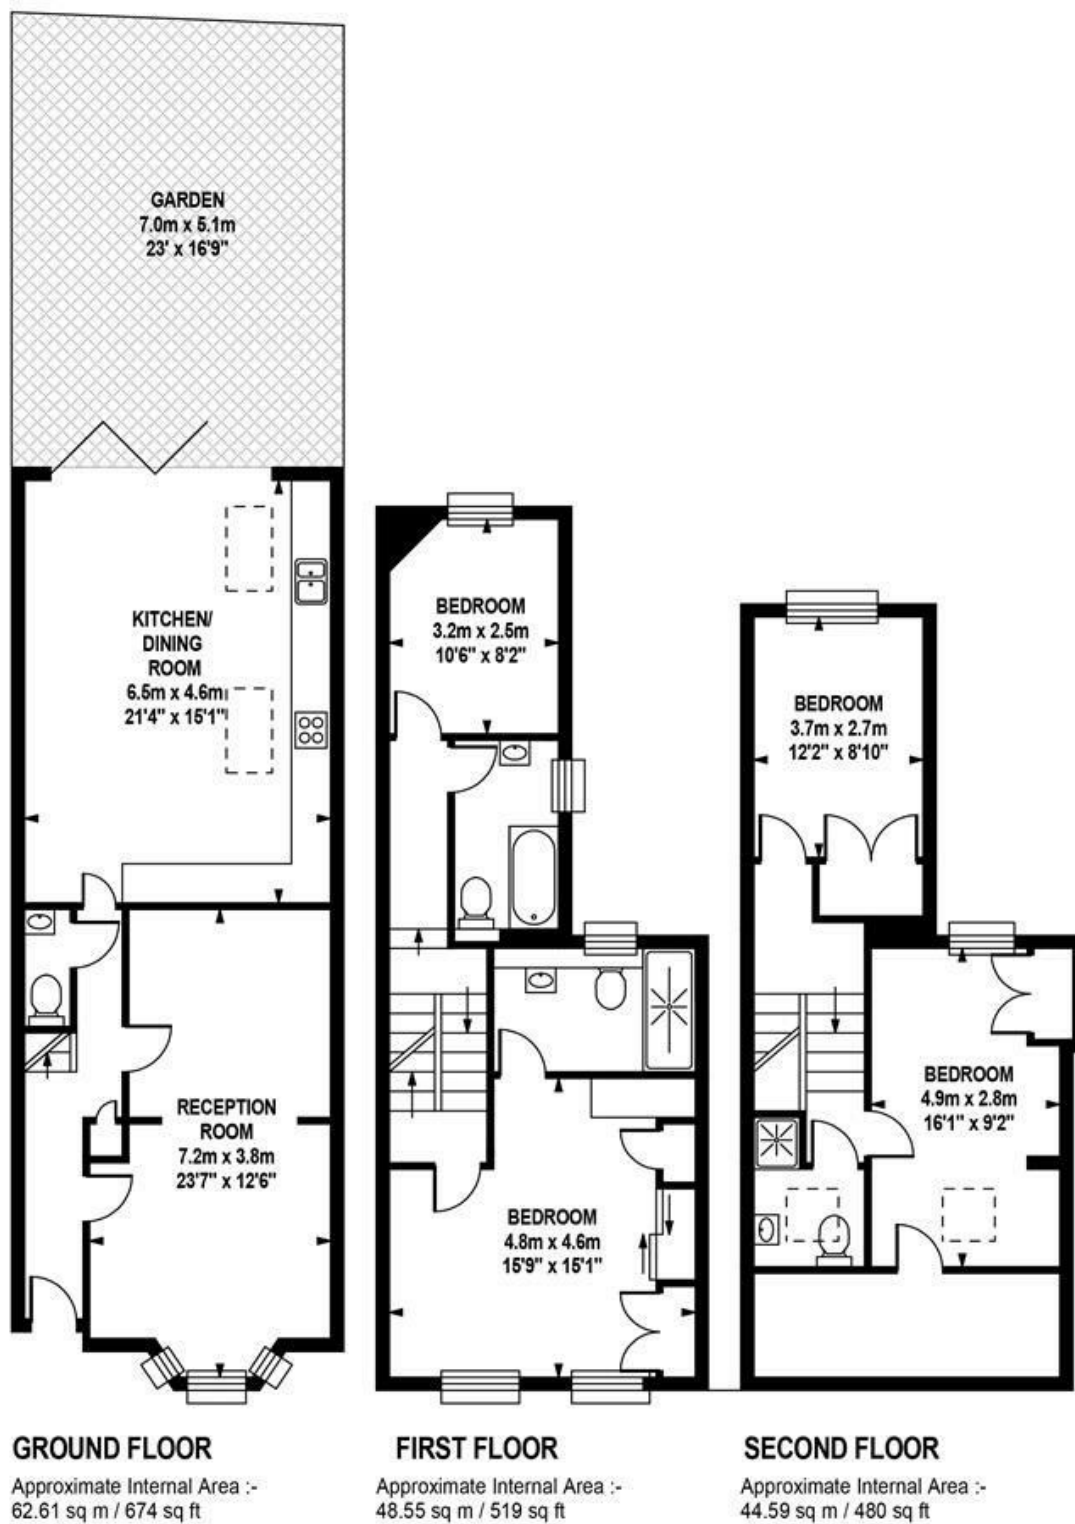 GARDEN
7.0m x 5.1m
23' x 16'9"
KITCHEN/
DINING
ROOM
6.5m x 4.6m
21'4" x 15'1"
RECEPTION
ROOM
7.2m x 3.8m
23'7" x 12'6"
BEDROOM
3.2m x 2.5m
10'6" x 8'2"
BEDROOM
4.8m x 4.6m
15'9" x 15'1"
BEDROOM
3.7m x 2.7m
12'2" x 8'10"
BEDROOM
4.9m x 2.8m
16'1" x 9'2"
GROUND FLOOR
Approximate Internal Area :-
62.61 sq m / 674 sq ft
FIRST FLOOR
Approximate Internal Area :-
48.55 sq m / 519 sq ft
SECOND FLOOR
Approximate Internal Area :-
44.59 sq m / 480 sq ft